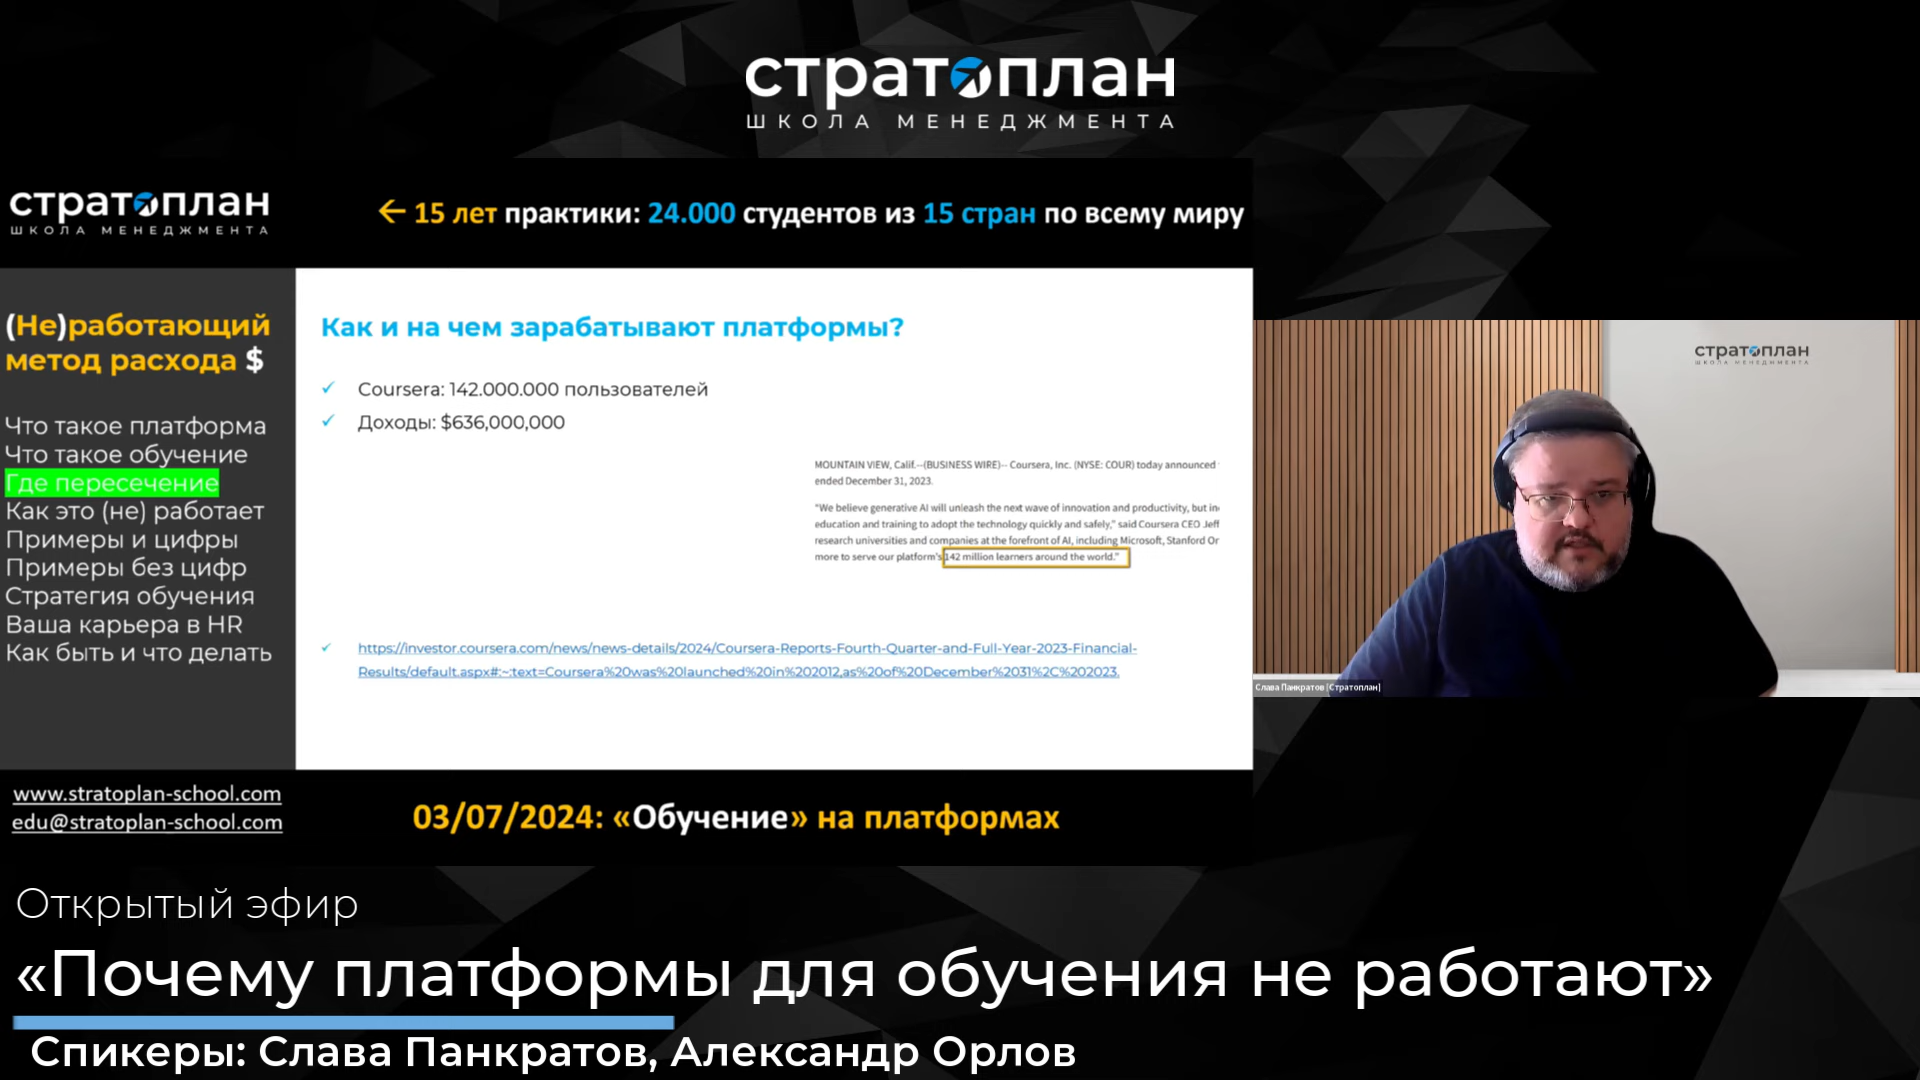 стратоплан
ШКОЛА МЕНЕДЖМЕНТА
стратоплан
ШКОЛА МЕНЕДЖМЕНТА
← 15 лет практики: 24.000 студентов из 15 стран по всему миру
(Не)работающий
метод расхода $
Что такое платформа
Что такое обучение
Где пересечение
Как это (не) работает
Примеры и цифры
Примеры без цифр
Стратегия обучения
Ваша карьера в HR
Как быть и что делать
Как и на чем зарабатывают платформы?
✓ Coursera: 142.000.000 пользователей
✓ Доходы: $636,000,000
MOUNTAIN VIEW, Calif.--(BUSINESS WIRE)-- Coursera, Inc. (NYSE: COUR) today announced
ended December 31, 2023.
"We believe generative AI will unleash the next wave of innovation and productivity, but in
education and training to adopt the technology quickly and safely," said Coursera CEO Jeff
research universities and companies at the forefront of AI, including Microsoft, Stanford Or
more to serve our platform's 142 million learners around the world."
✓ https://investor.coursera.com/news/news-details/2024/Coursera-Reports-Fourth-Quarter-and-Full-Year-2023-Financial-
Results/default.aspx#:~:text=Coursera%20was%20launched%20in%202012,as%20of%20December%2031%2C%202023.
стратоплан
ШКОЛА МЕНЕДЖМЕНТА
Слава Панкратов [Стратоплан]
www.stratoplan-school.com
edu@stratoplan-school.com
03/07/2024: «Обучение» на платформах
Открытый эфир
«Почему платформы для обучения не работают»
Спикеры: Слава Панкратов, Александр Орлов